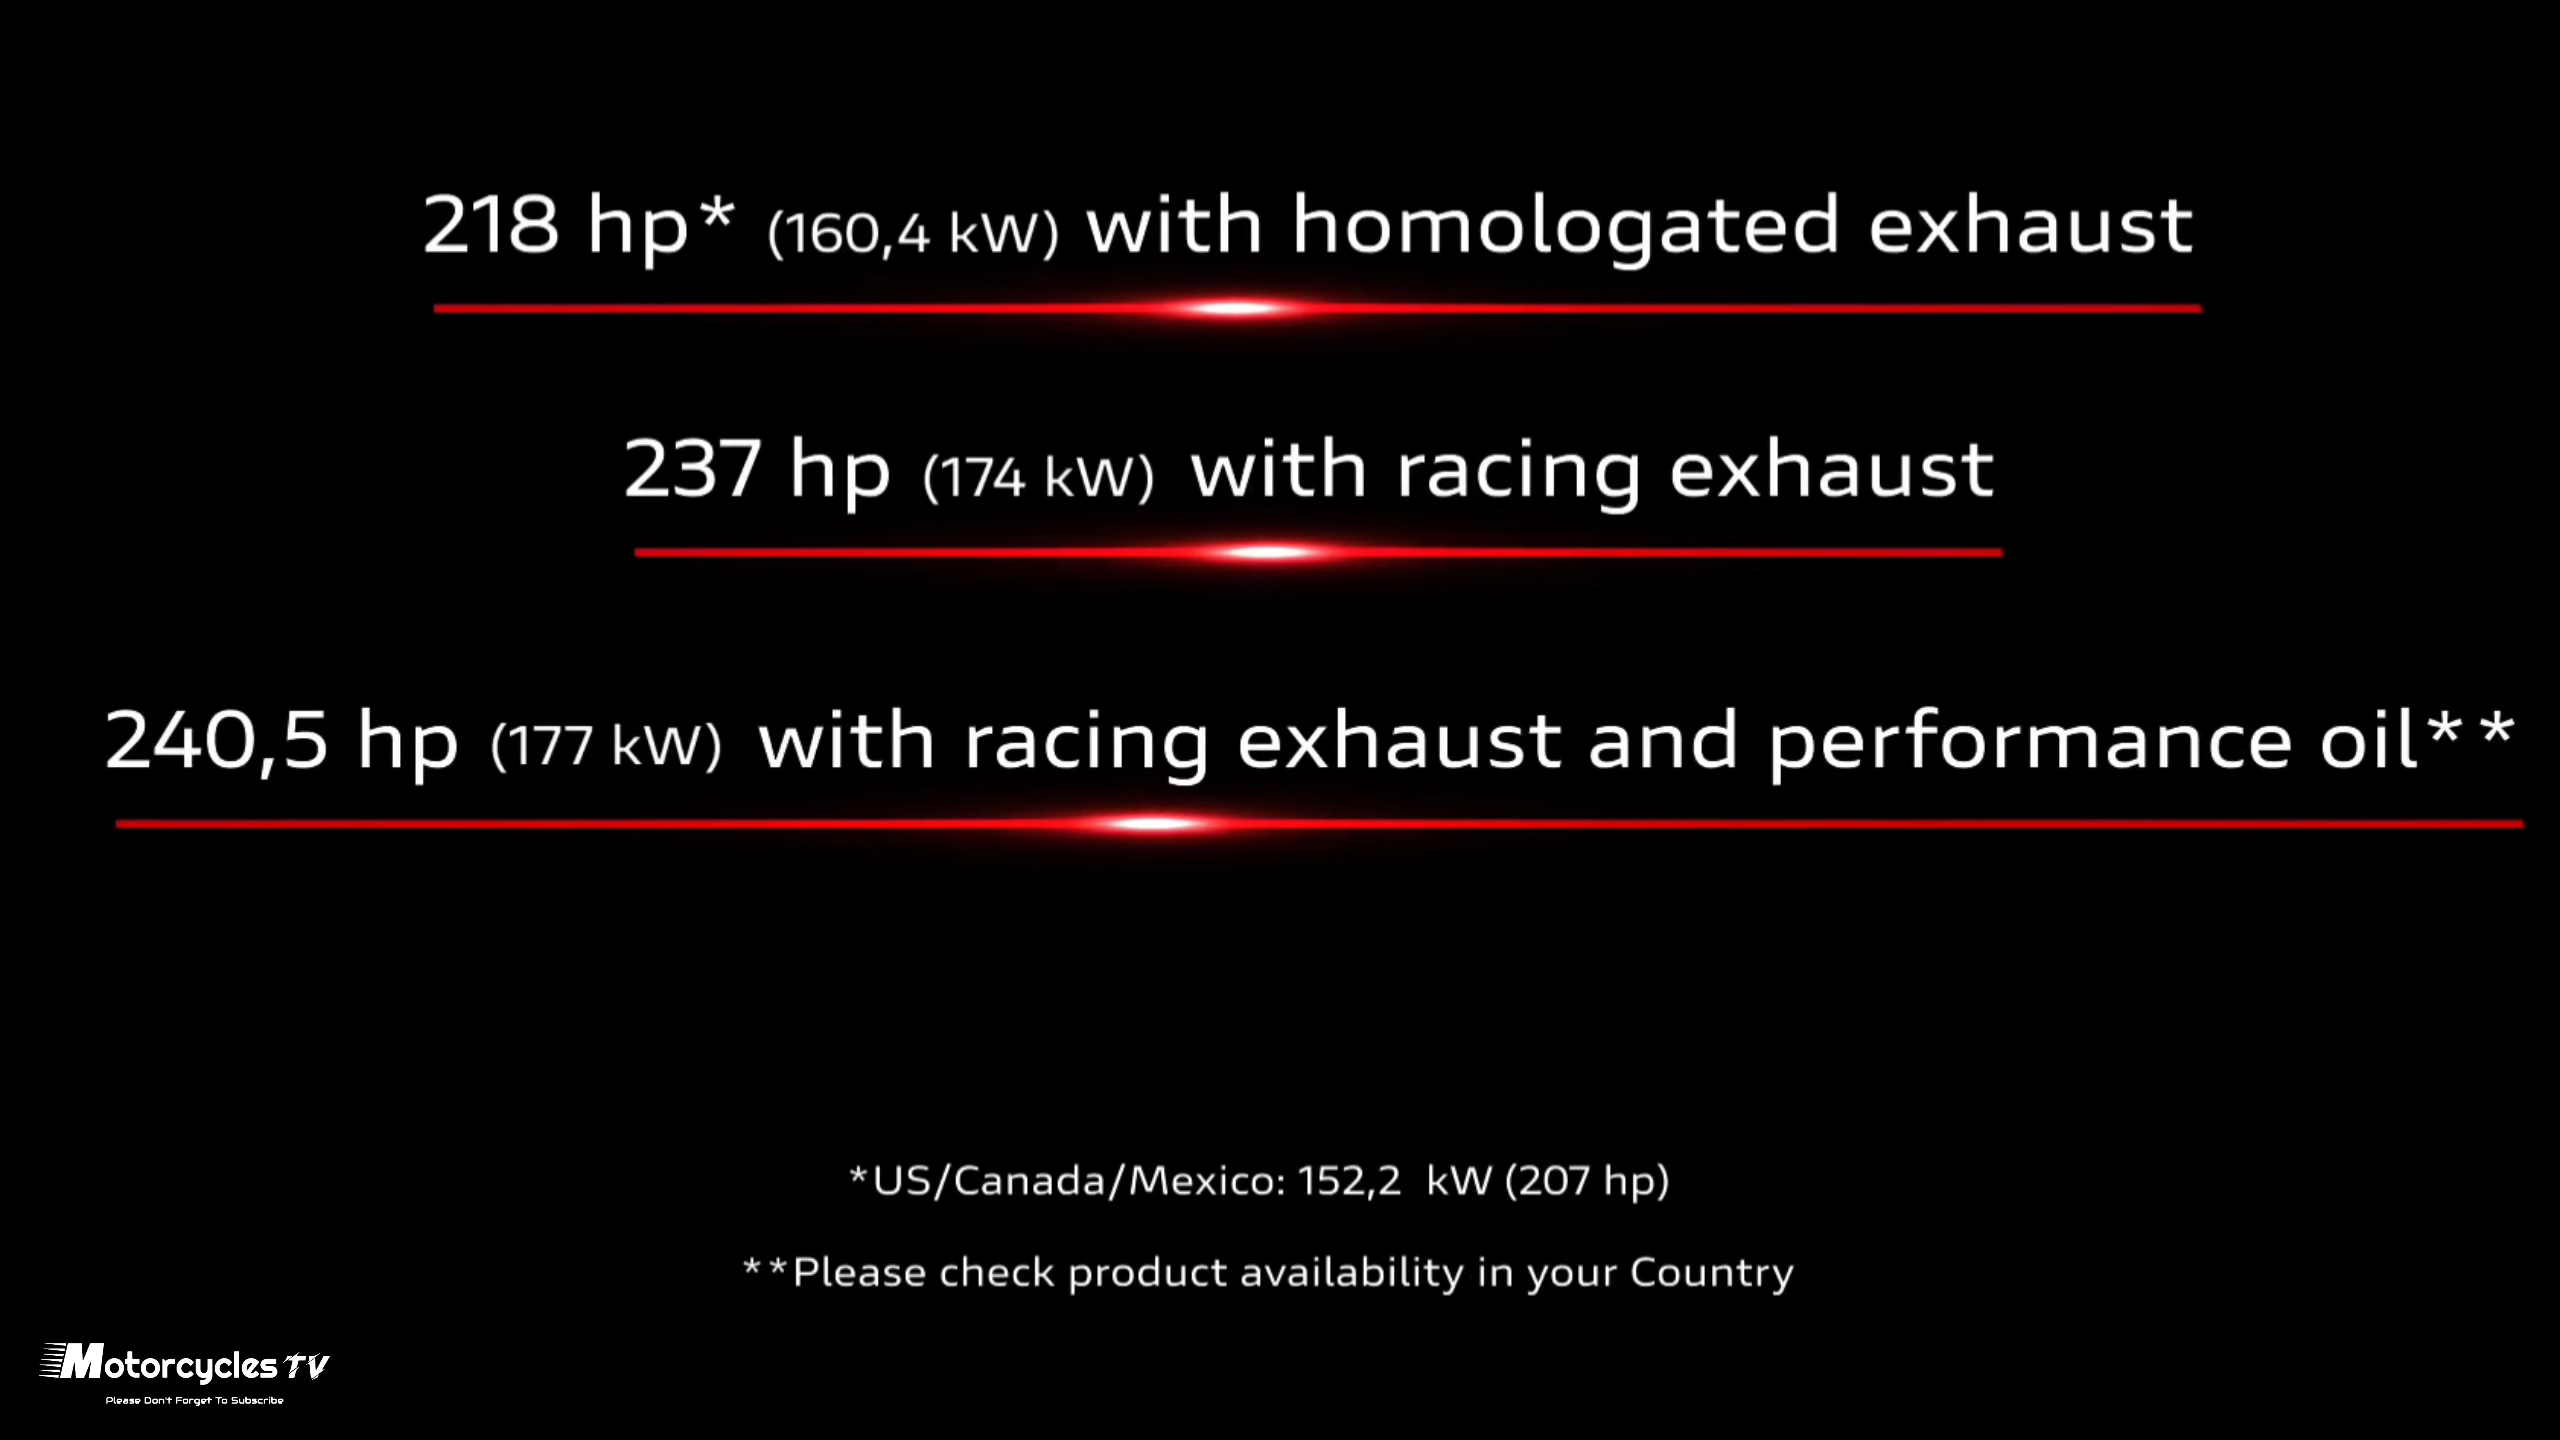 218 hp* (160,4 kW) with homologated exhaust
237 hp (174 kW) with racing exhaust
240,5 hp (177 kW) with racing exhaust and performance oil**
*US/Canada/Mexico: 152,2 kW (207 hp)
**Please check product availability in your Country
Motorcycles TV
Please Don't Forget To Subscribe